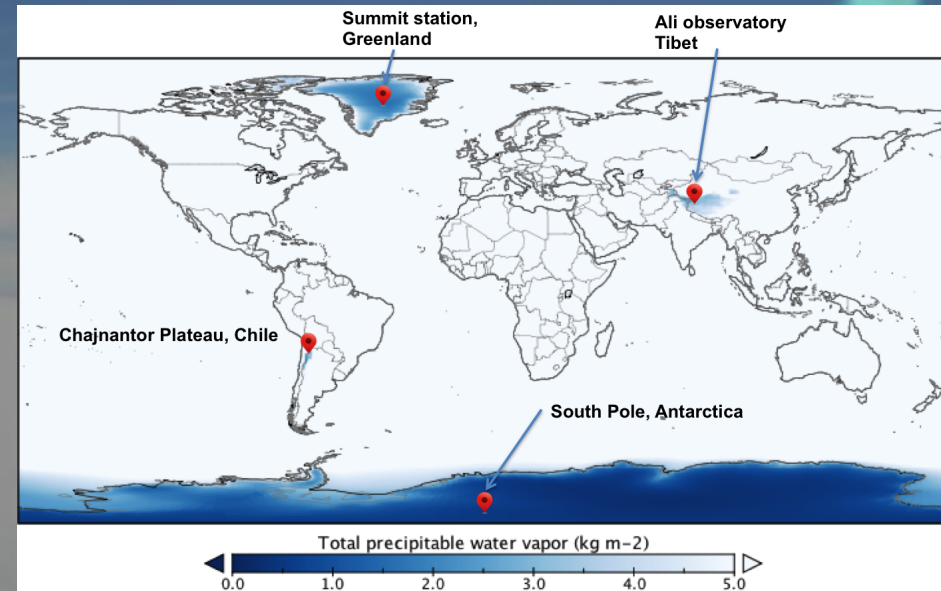 Summit station,
Greenland
Ali observatory
Tibet
Chajnantor Plateau, Chile
South Pole, Antarctica
Total precipitable water vapor (kg m-2)
0.0 1.0 2.0 3.0 4.0 5.0